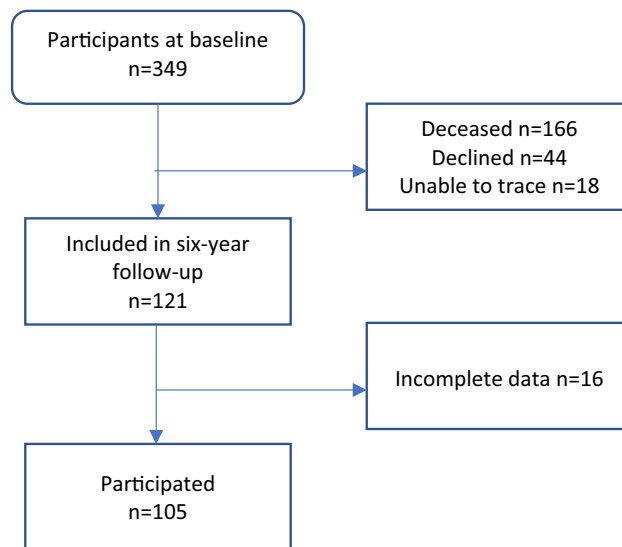 Participants at baseline
n=349
Deceased n=166
Declined n=44
Unable to trace n=18
Included in six-year
follow-up
n=121
Incomplete data n=16
Participated
n=105